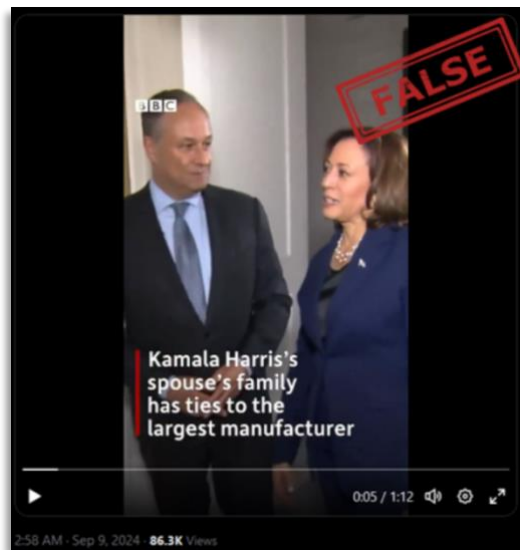 BBC
FALSE
Kamala Harris's
spouse's family
has ties to the
largest manufacturer
0:05 / 1:12
2:58 AM · Sep 9, 2024 · 86.3K Views